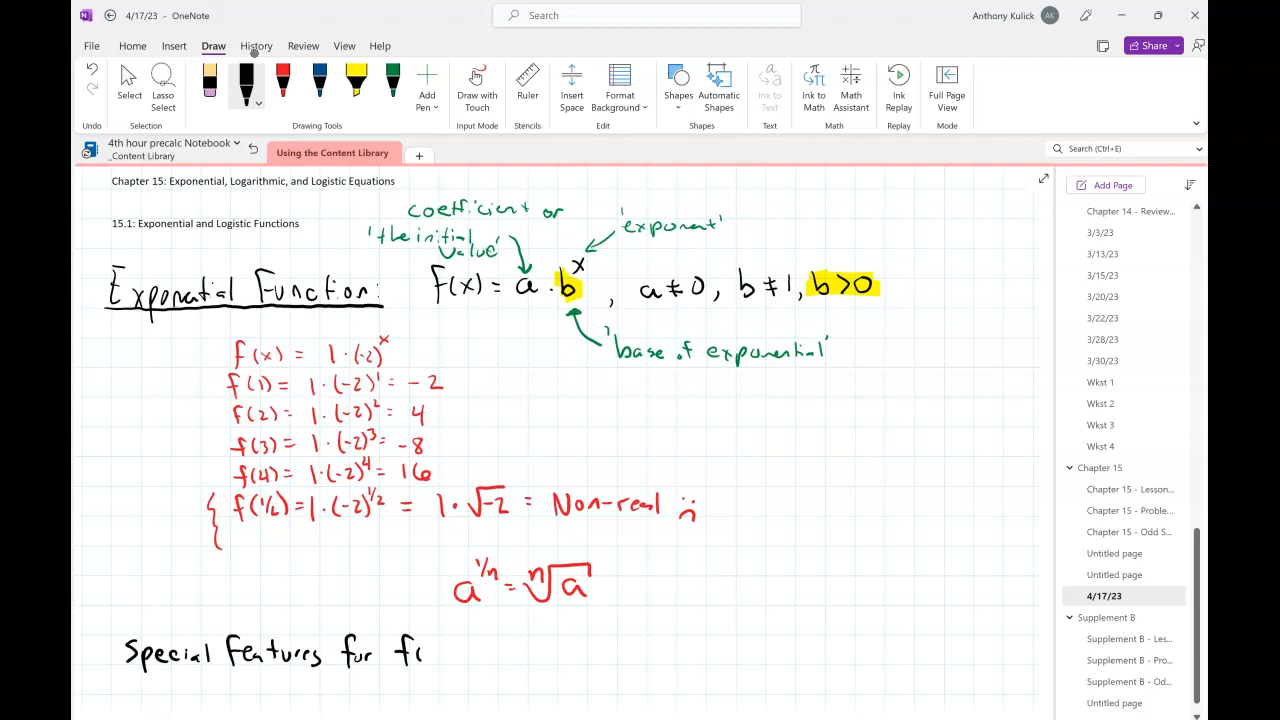 4/17/23 - OneNote
Search
Anthony Kulick
AK
File Home Insert Draw History Review View Help
Share
Undo
Select
Lasso Select
Add Pen
Draw with Touch
Ruler
Insert Space
Format Background
Shapes
Automatic Shapes
Ink to Text
Ink to Math
Math Assistant
Ink Replay
Full Page View
Undo Selection Drawing Tools Input Mode Stencils Edit Shapes Text Math Replay Mode
4th hour precalc Notebook
_Content Library
Using the Content Library
+
Search (Ctrl+E)
Add Page
Chapter 15: Exponential, Logarithmic, and Logistic Equations
15.1: Exponential and Logistic Functions
coefficient or
'the initial
value'
'exponent'
Exponential Function: f(x) = a · b^x , a ≠ 0, b ≠ 1, b > 0
'base of exponential'
f(x) = 1·(-2)^x
f(1) = 1·(-2)^1 = -2
f(2) = 1·(-2)^2 = 4
f(3) = 1·(-2)^3 = -8
f(4) = 1·(-2)^4 = 16
{ f(1/2) = 1·(-2)^1/2 = 1·√-2 = Non-real :(
a^1/n = ⁿ√a
Special Features for f(
Chapter 14 - Review...
3/3/23
3/13/23
3/15/23
3/20/23
3/22/23
3/28/23
3/30/23
Wkst 1
Wkst 2
Wkst 3
Wkst 4
Chapter 15
Chapter 15 - Lesson...
Chapter 15 - Proble...
Chapter 15 - Odd S...
Untitled page
Untitled page
4/17/23
Supplement B
Supplement B - Les...
Supplement B - Pro...
Supplement B - Od...
Untitled page